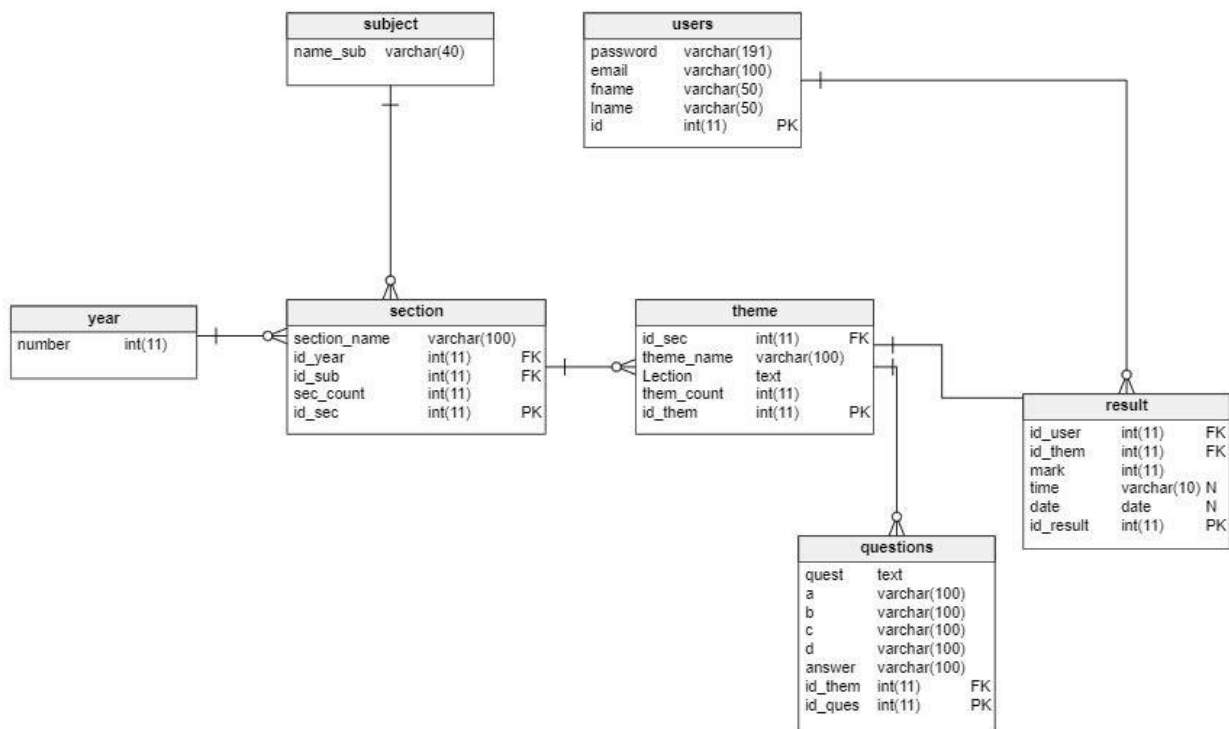 subject
name_sub varchar(40)
users
password varchar(191)
email varchar(100)
fname varchar(50)
lname varchar(50)
id int(11) PK
year
number int(11)
section
section_name varchar(100)
id_year int(11) FK
id_sub int(11) FK
sec_count int(11)
id_sec int(11) PK
theme
id_sec int(11) FK
theme_name varchar(100)
Lection text
them_count int(11)
id_them int(11) PK
result
id_user int(11) FK
id_them int(11) FK
mark int(11)
time varchar(10) N
date date N
id_result int(11) PK
questions
quest text
a varchar(100)
b varchar(100)
c varchar(100)
d varchar(100)
answer varchar(100)
id_them int(11) FK
id_ques int(11) PK